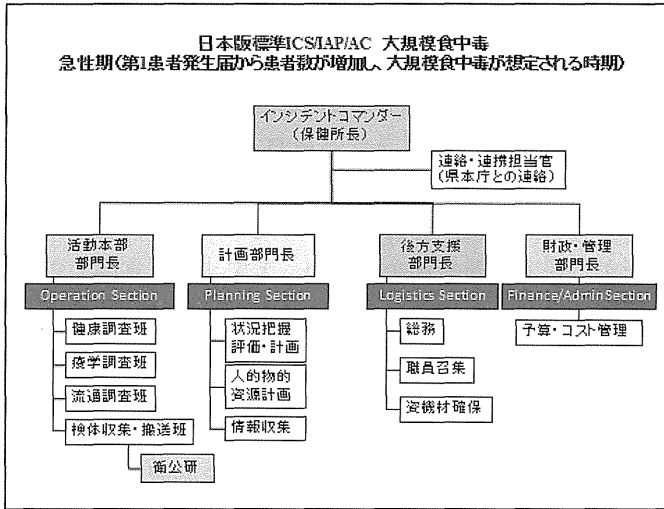 日本版標準ICS/IAP/AC 大規模食中毒
急性期(第1患者発生届から患者数が増加し、大規模食中毒が想定される時期)
インシデントコマンダー
(保健所長)
連絡・連携担当官
(県本庁との連絡)
活動本部
部門長
計画部門長
後方支援
部門長
財政・管理
部門長
Operation Section
Planning Section
Logistics Section
Finance/Admin Section
健康調査班
疫学調査班
流通調査班
検体収集・搬送班
衛公研
状況把握
評価・計画
人的物的
資源計画
情報収集
総務
職員召集
資機材確保
予算・コスト管理